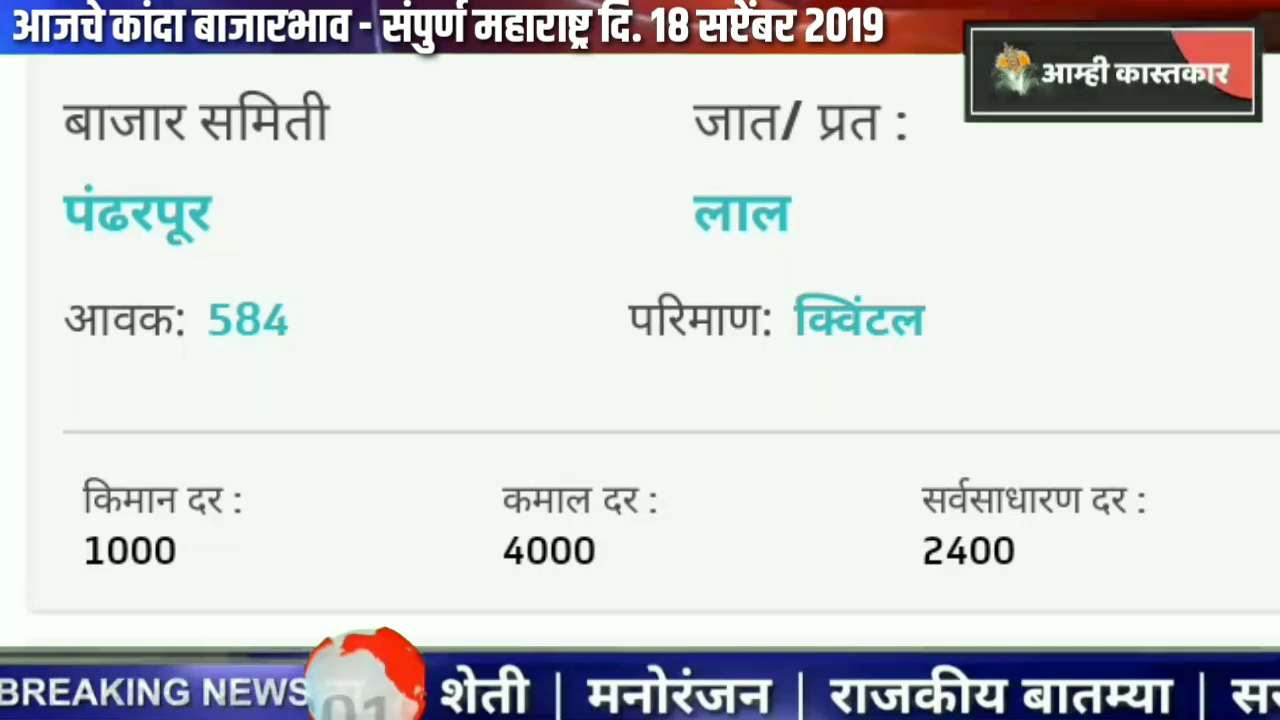 आजचे कांदा बाजारभाव - संपुर्ण महाराष्ट्र दि. 18 सप्टेंबर 2019
आम्ही कास्तकार
बाजार समिती जात/ प्रत :
पंढरपूर लाल
आवक: 584 परिमाण: क्विंटल
किमान दर : कमाल दर : सर्वसाधारण दर :
1000 4000 2400
BREAKING NEWS 01 शेती | मनोरंजन | राजकीय बातम्या |